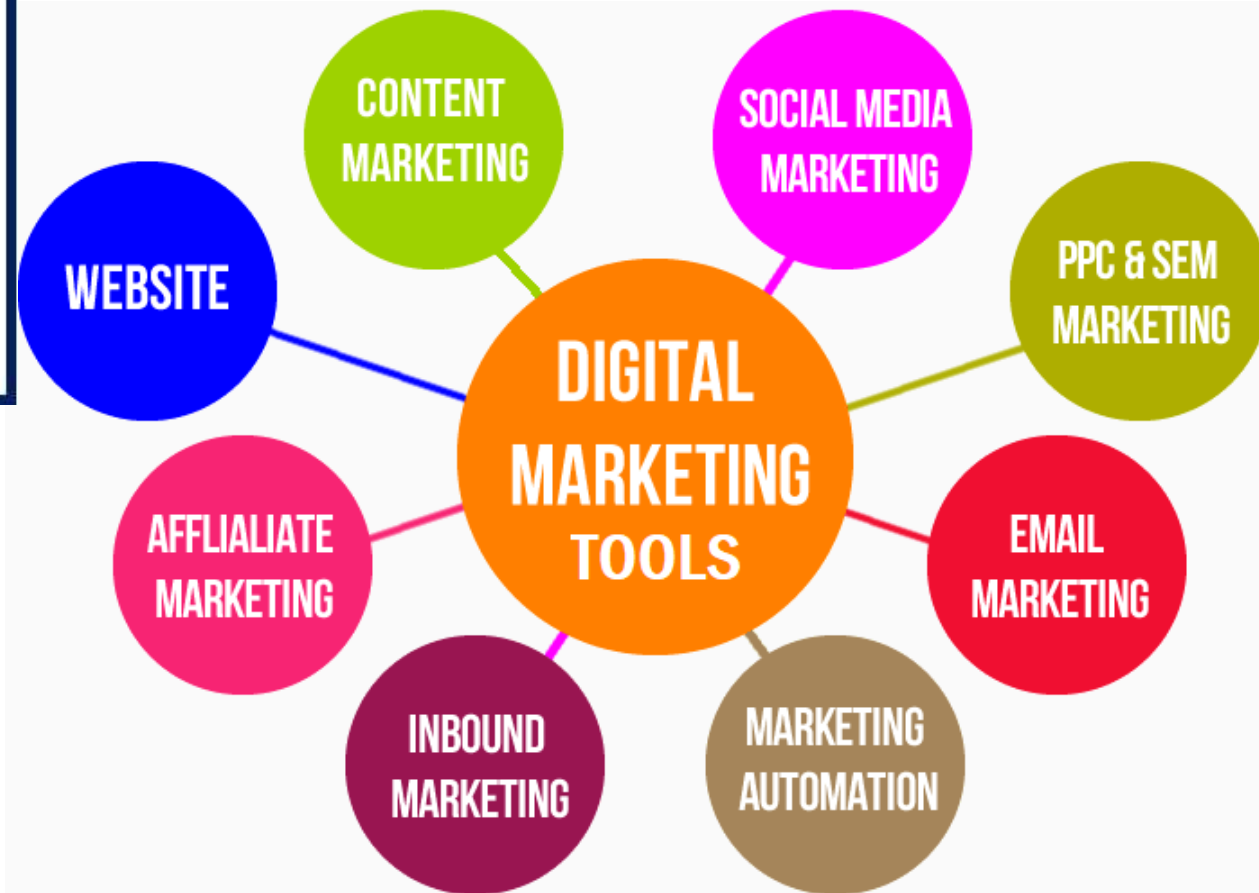 CONTENT
MARKETING
SOCIAL MEDIA
MARKETING
WEBSITE
PPC & SEM
MARKETING
DIGITAL
MARKETING
TOOLS
AFFLIALIATE
MARKETING
EMAIL
MARKETING
INBOUND
MARKETING
MARKETING
AUTOMATION